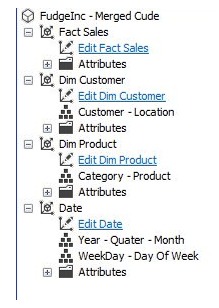 FudgeInc - Merged Cude
Fact Sales
Edit Fact Sales
Attributes
Dim Customer
Edit Dim Customer
Customer - Location
Attributes
Dim Product
Edit Dim Product
Category - Product
Attributes
Date
Edit Date
Year - Quater - Month
WeekDay - Day Of Week
Attributes